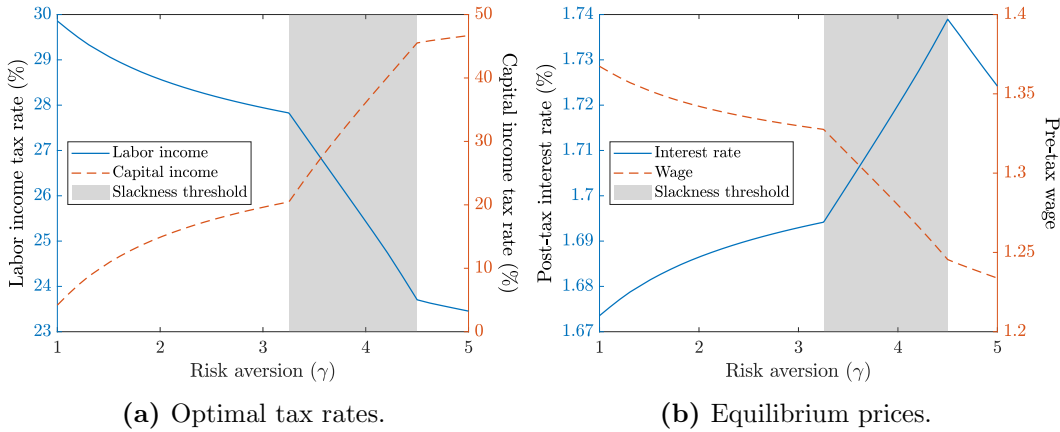 30
29
28
27
26
25
24
23
Labor income tax rate (%)
50
40
30
20
10
0
Capital income tax rate (%)
Labor income
Capital income
Slackness threshold
1 2 3 4 5
Risk aversion (γ)
(a) Optimal tax rates.
1.74
1.73
1.72
1.71
1.7
1.69
1.68
1.67
Post-tax interest rate (%)
1.4
1.35
1.3
1.25
1.2
Pre-tax wage
Interest rate
Wage
Slackness threshold
1 2 3 4 5
Risk aversion (γ)
(b) Equilibrium prices.